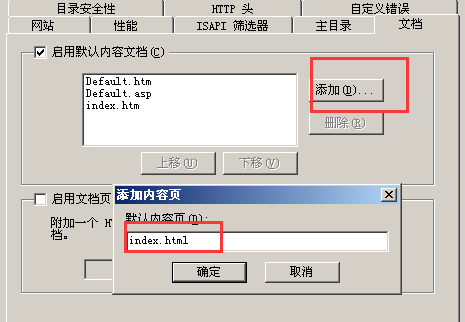 目录安全性 HTTP 头 自定义错误
网站 性能 ISAPI 筛选器 主目录 文档
启用默认内容文档(C)
Default.htm
Default.asp
index.htm
添加(D)...
删除(R)
上移(U) 下移(V)
启用文档页
附加一个 H
档。
添加内容页
默认内容页(D):
index.html
确定 取消